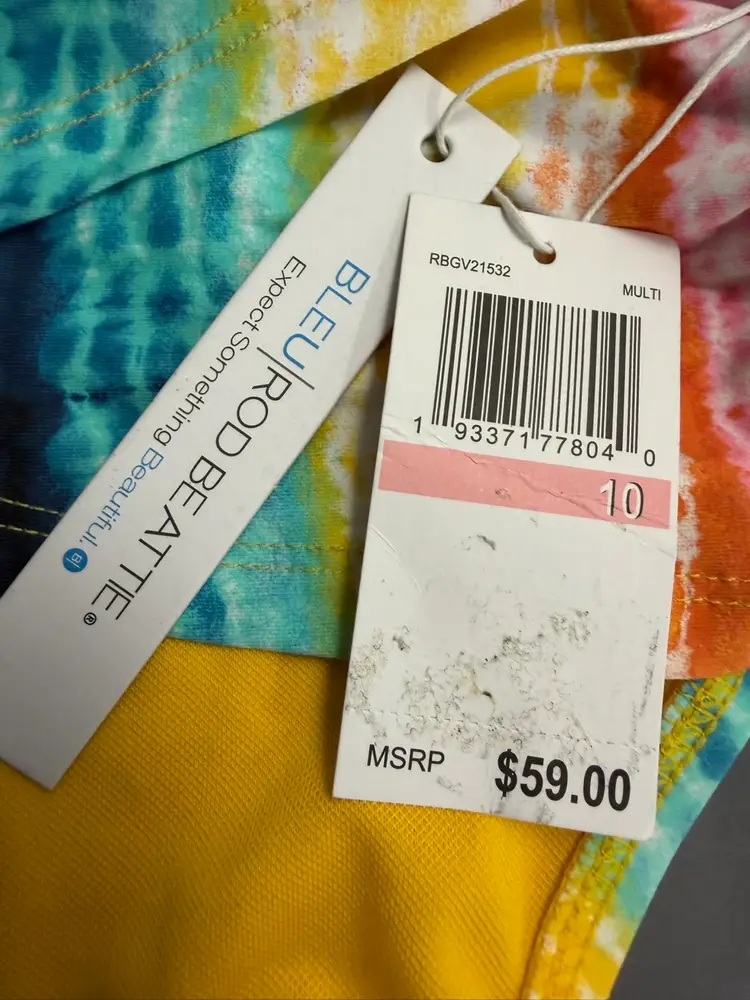 BLEU|ROD BEATTIE®
Expect Something Beautiful. B|
RBGV21532
MULTI
1 93371 77804 0
10
MSRP $59.00